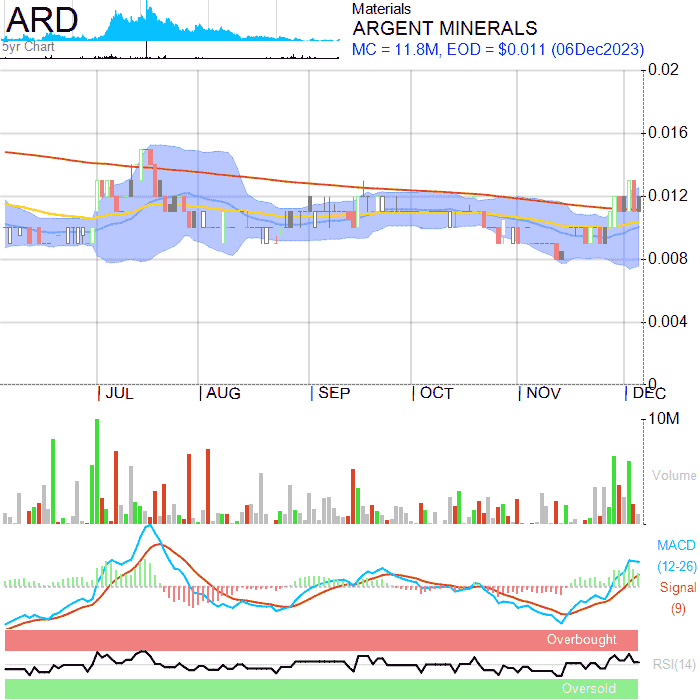 ARD
5yr Chart
Materials
ARGENT MINERALS
MC = 11.8M, EOD = $0.011 (06Dec2023)
0.02
0.016
0.012
0.008
0.004
0
JUL
AUG
SEP
OCT
NOV
DEC
10M
Volume
MACD
(12-26)
Signal
(9)
Overbought
RSI(14)
Oversold